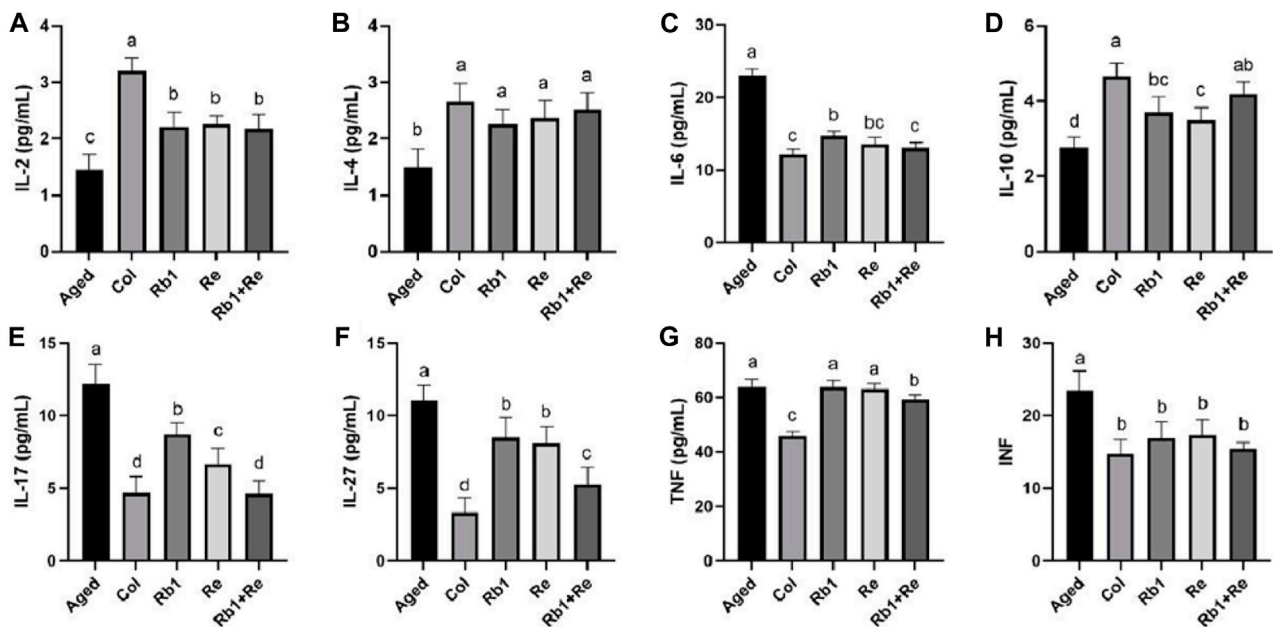 A
IL-2 (pg/mL)
4
3
2
1
0
c
a
b
b
b
Aged
Col
Rb1
Re
Rb1+Re
B
IL-4 (pg/mL)
4
3
2
1
0
b
a
a
a
a
Aged
Col
Rb1
Re
Rb1+Re
C
IL-6 (pg/mL)
30
20
10
0
a
c
b
bc
c
Aged
Col
Rb1
Re
Rb1+Re
D
IL-10 (pg/mL)
6
4
2
0
d
a
bc
c
ab
Aged
Col
Rb1
Re
Rb1+Re
E
IL-17 (pg/mL)
15
10
5
0
a
d
b
c
d
Aged
Col
Rb1
Re
Rb1+Re
F
IL-27 (pg/mL)
15
10
5
0
a
d
b
b
c
Aged
Col
Rb1
Re
Rb1+Re
G
TNF (pg/mL)
80
60
40
20
0
a
c
a
a
b
Aged
Col
Rb1
Re
Rb1+Re
H
INF
30
20
10
0
a
b
b
b
b
Aged
Col
Rb1
Re
Rb1+Re